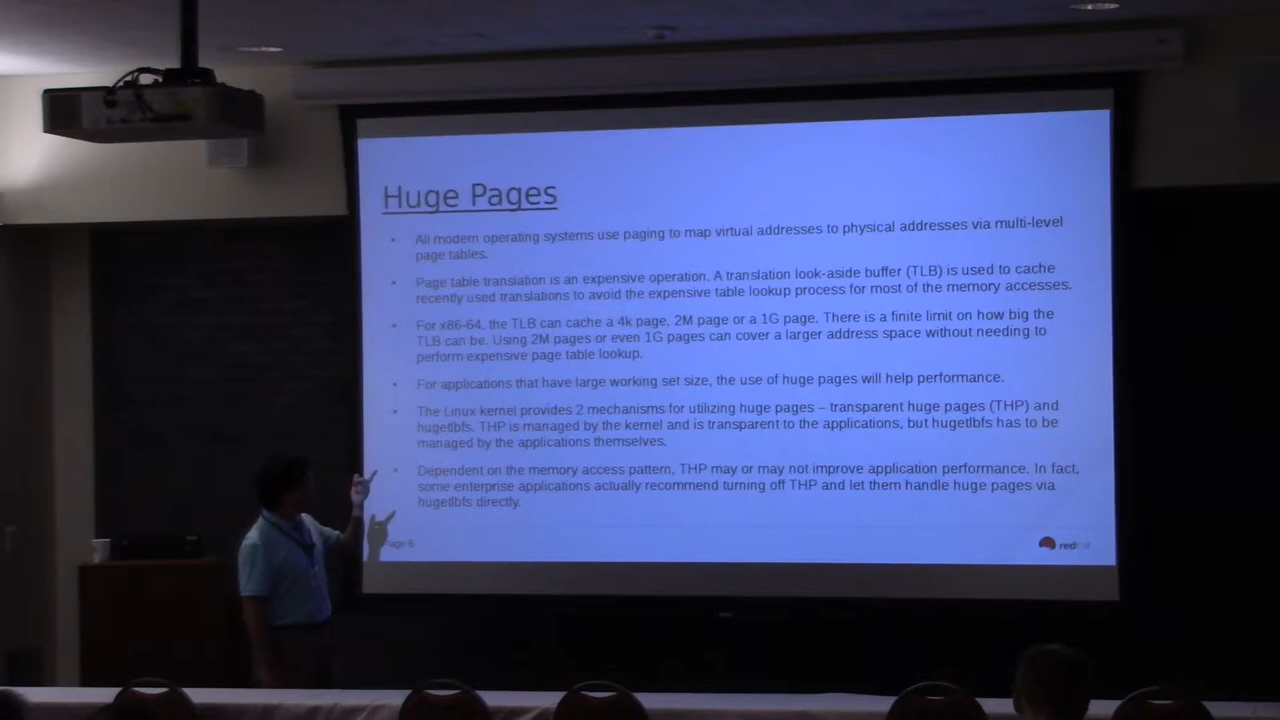 Huge Pages
All modern operating systems use paging to map virtual addresses to physical addresses via multi-level
page tables.
Page table translation is an expensive operation. A translation look-aside buffer (TLB) is used to cache
recently used translations to avoid the expensive table lookup process for most of the memory accesses.
For x86-64, the TLB can cache a 4k page, 2M page or a 1G page. There is a finite limit on how big the
TLB can be. Using 2M pages or even 1G pages can cover a larger address space without needing to
perform expensive page table lookup.
For applications that have large working set size, the use of huge pages will help performance.
The Linux kernel provides 2 mechanisms for utilizing huge pages – transparent huge pages (THP) and
hugetlbfs. THP is managed by the kernel and is transparent to the applications, but hugetlbfs has to be
managed by the applications themselves.
Dependent on the memory access pattern, THP may or may not improve application performance. In fact,
some enterprise applications actually recommend turning off THP and let them handle huge pages via
hugetlbfs directly.
age 6
redhat